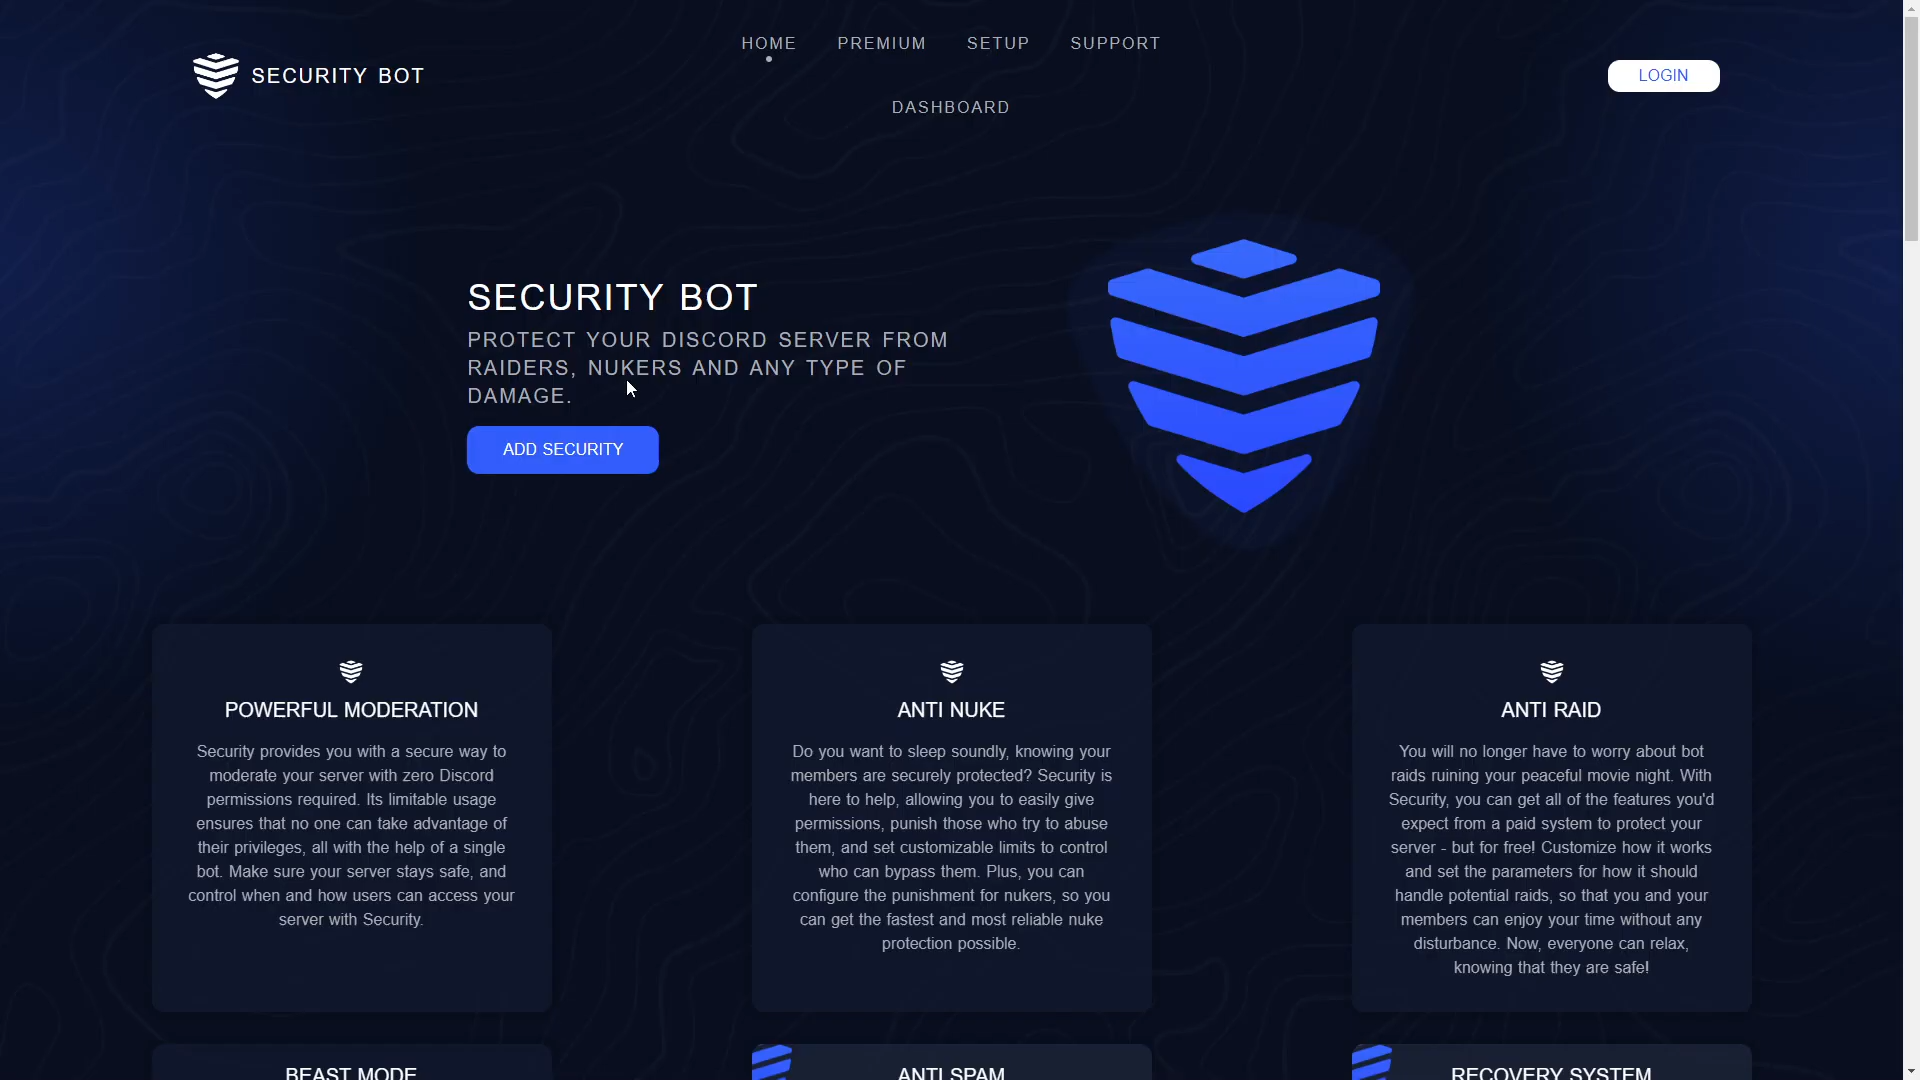 HOME PREMIUM SETUP SUPPORT
SECURITY BOT
LOGIN
DASHBOARD
SECURITY BOT
PROTECT YOUR DISCORD SERVER FROM
RAIDERS, NUKERS AND ANY TYPE OF
DAMAGE.
ADD SECURITY
POWERFUL MODERATION
Security provides you with a secure way to
moderate your server with zero Discord
permissions required. Its limitable usage
ensures that no one can take advantage of
their privileges, all with the help of a single
bot. Make sure your server stays safe, and
control when and how users can access your
server with Security.
ANTI NUKE
Do you want to sleep soundly, knowing your
members are securely protected? Security is
here to help, allowing you to easily give
permissions, punish those who try to abuse
them, and set customizable limits to control
who can bypass them. Plus, you can
configure the punishment for nukers, so you
can get the fastest and most reliable nuke
protection possible.
ANTI RAID
You will no longer have to worry about bot
raids ruining your peaceful movie night. With
Security, you can get all of the features you'd
expect from a paid system to protect your
server - but for free! Customize how it works
and set the parameters for how it should
handle potential raids, so that you and your
members can enjoy your time without any
disturbance. Now, everyone can relax,
knowing that they are safe!
BEAST MODE
ANTI SPAM
RECOVERY SYSTEM